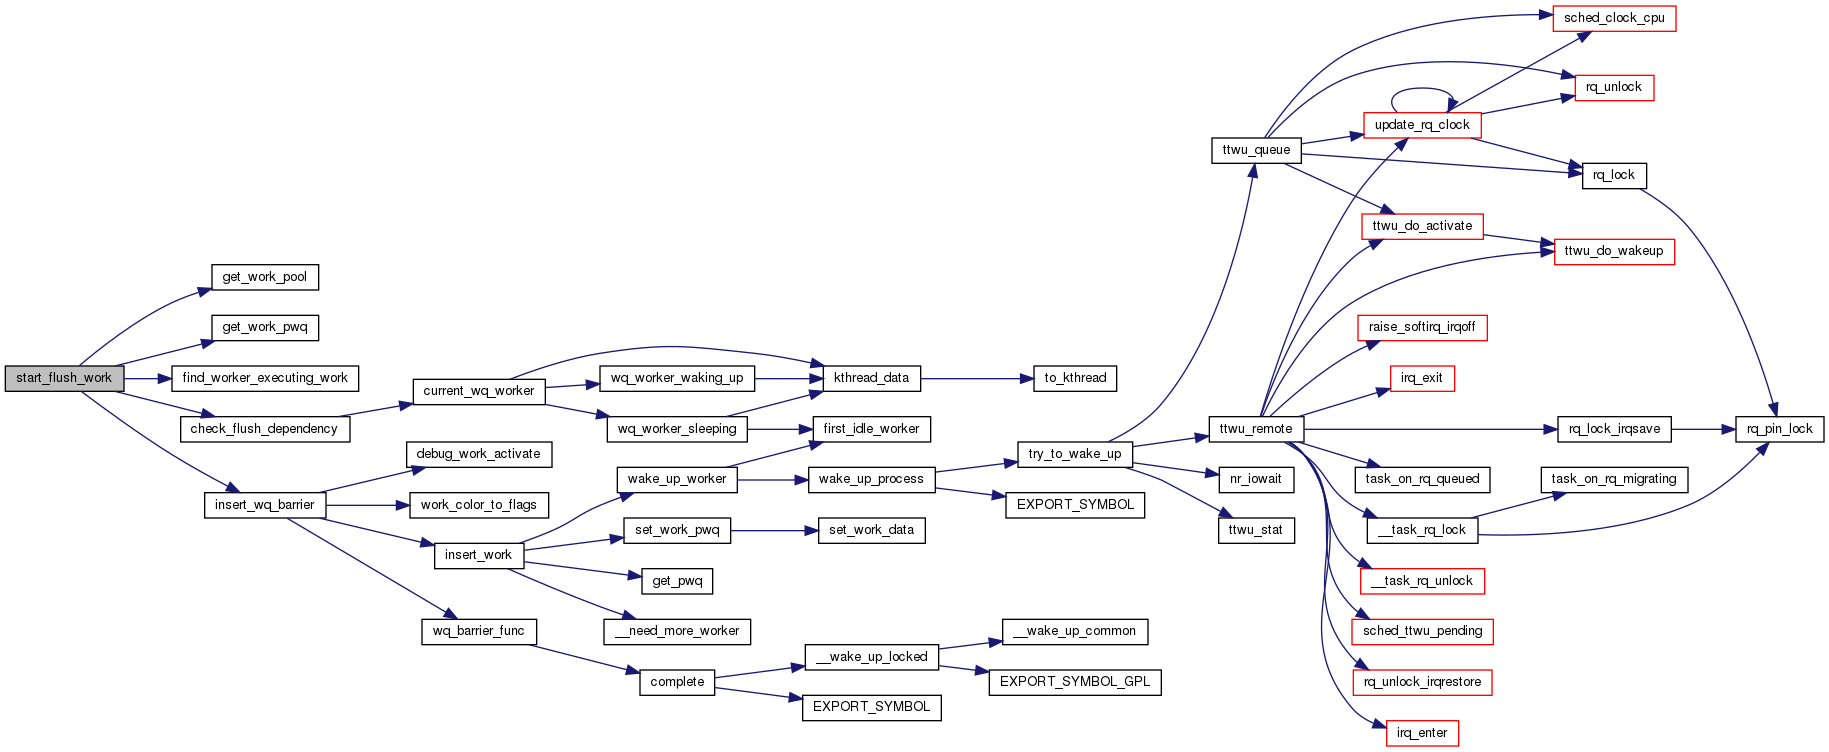 start_flush_work
get_work_pool
get_work_pwq
find_worker_executing_work
check_flush_dependency
insert_wq_barrier
current_wq_worker
debug_work_activate
work_color_to_flags
insert_work
wq_barrier_func
wq_worker_waking_up
wq_worker_sleeping
wake_up_worker
set_work_pwq
get_pwq
__need_more_worker
complete
kthread_data
first_idle_worker
wake_up_process
set_work_data
__wake_up_locked
EXPORT_SYMBOL
to_kthread
try_to_wake_up
EXPORT_SYMBOL
__wake_up_common
EXPORT_SYMBOL_GPL
ttwu_queue
ttwu_remote
nr_iowait
ttwu_stat
update_rq_clock
ttwu_do_activate
raise_softirq_irqoff
irq_exit
task_on_rq_queued
__task_rq_lock
__task_rq_unlock
sched_ttwu_pending
rq_unlock_irqrestore
irq_enter
sched_clock_cpu
rq_unlock
rq_lock
ttwu_do_wakeup
rq_lock_irqsave
task_on_rq_migrating
rq_pin_lock